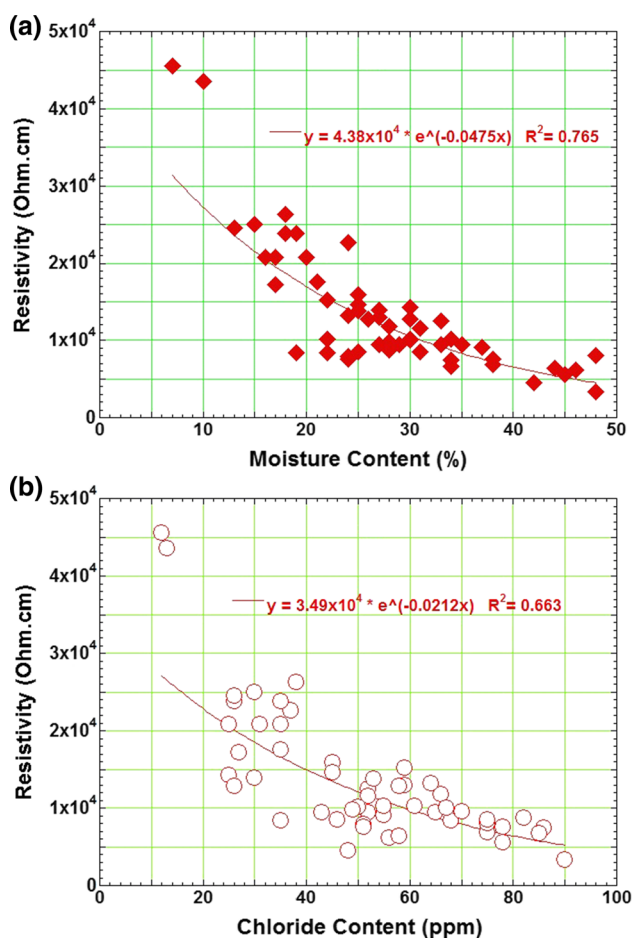 (a)
5x10⁴
4x10⁴
3x10⁴
2x10⁴
1x10⁴
0
Resistivity (Ohm.cm)
y = 4.38x10⁴ * e^(-0.0475x) R²= 0.765
0 10 20 30 40 50
Moisture Content (%)
(b)
5x10⁴
4x10⁴
3x10⁴
2x10⁴
1x10⁴
0
Resistivity (Ohm.cm)
y = 3.49x10⁴ * e^(-0.0212x) R²= 0.663
0 20 40 60 80 100
Chloride Content (ppm)